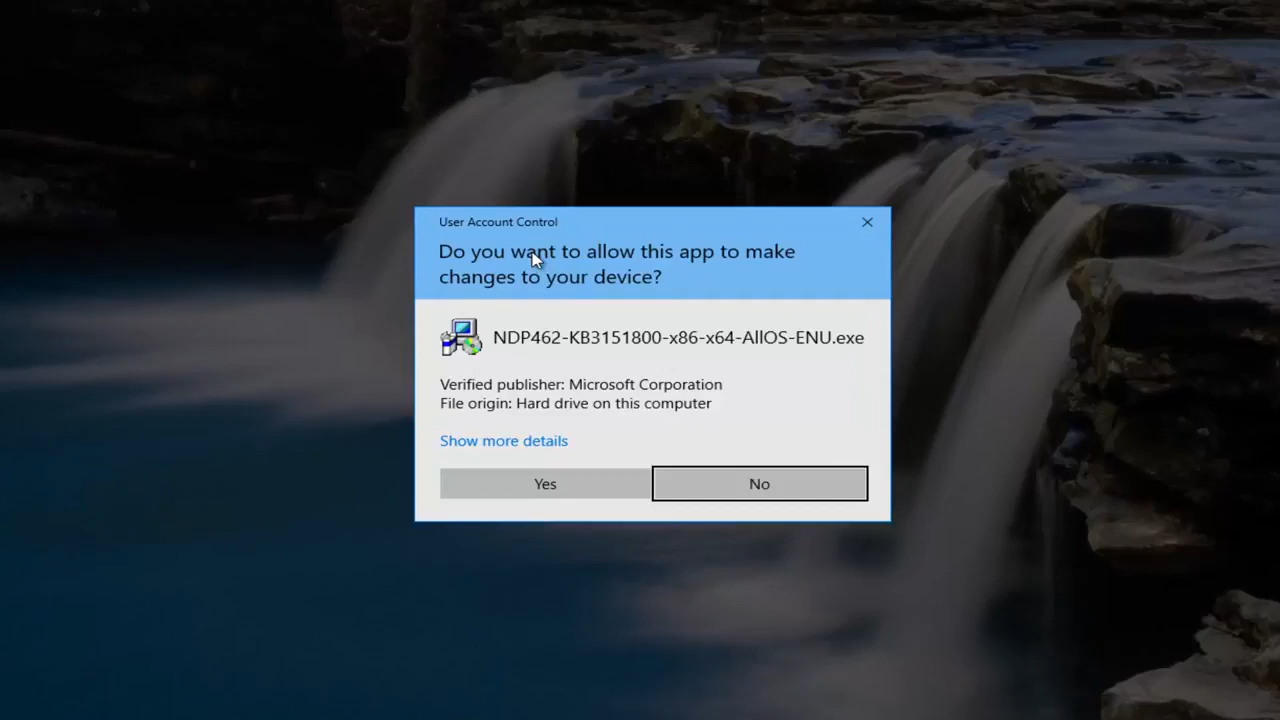 User Account Control
Do you want to allow this app to make
changes to your device?
NDP462-KB3151800-x86-x64-AllOS-ENU.exe
Verified publisher: Microsoft Corporation
File origin: Hard drive on this computer
Show more details
Yes
No